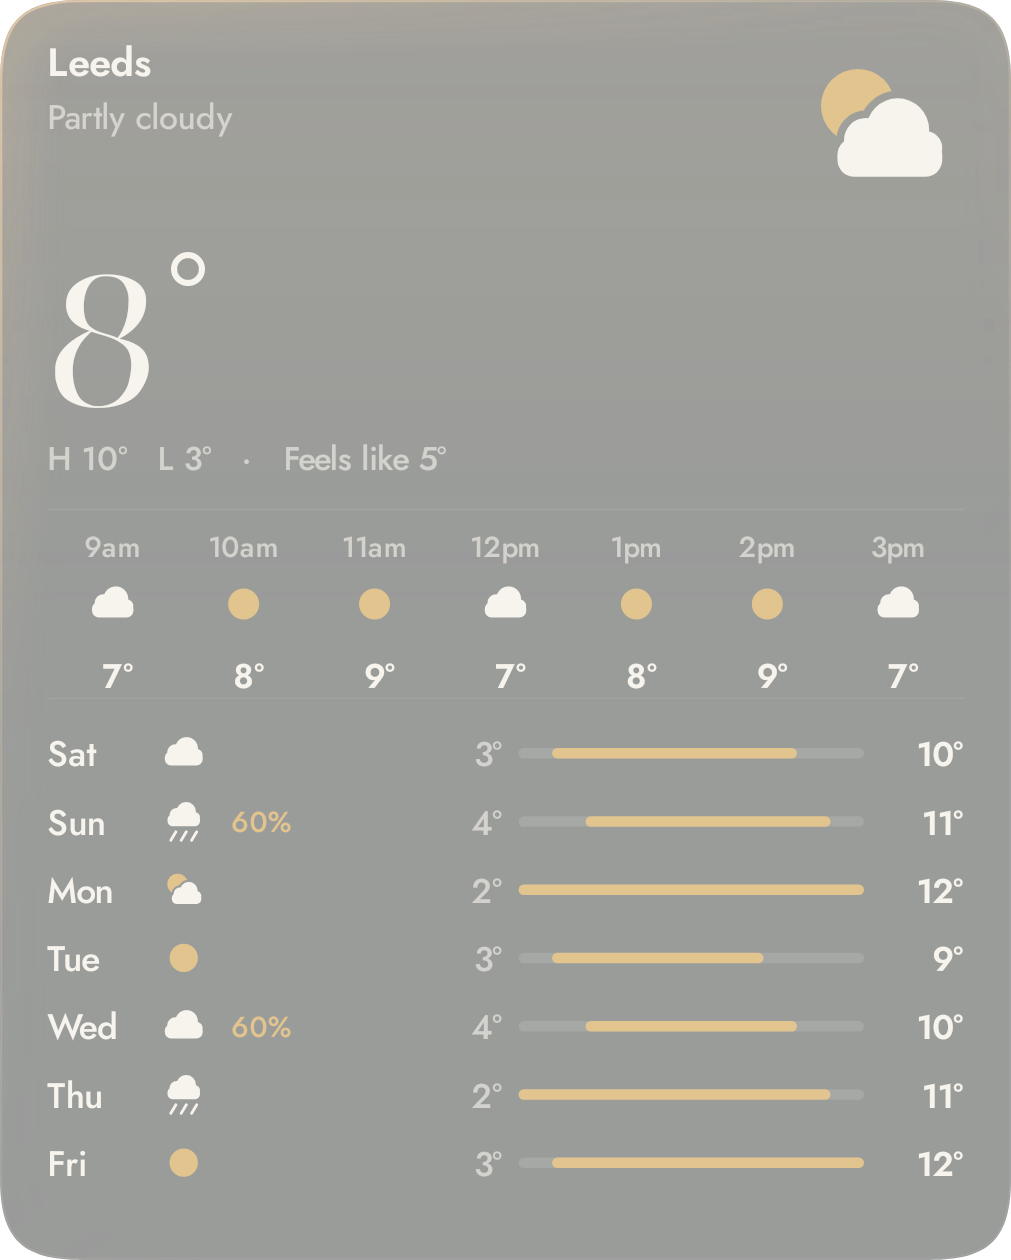 Leeds
Partly cloudy
8°
H 10° L 3° · Feels like 5°
9am 10am 11am 12pm 1pm 2pm 3pm
7° 8° 9° 7° 8° 9° 7°
Sat 3° 10°
Sun 60% 4° 11°
Mon 2° 12°
Tue 3° 9°
Wed 60% 4° 10°
Thu 2° 11°
Fri 3° 12°